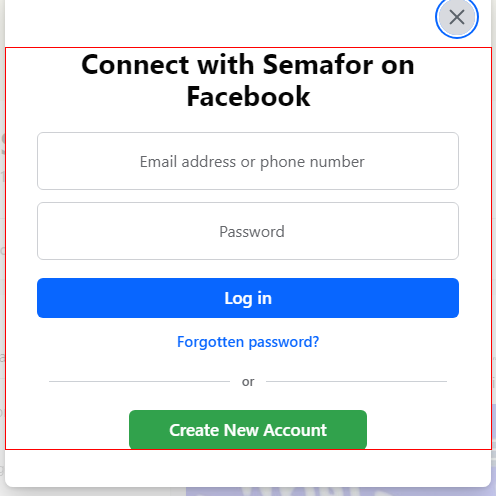 Connect with Semafor on
Facebook
Email address or phone number
Password
Log in
Forgotten password?
or
Create New Account